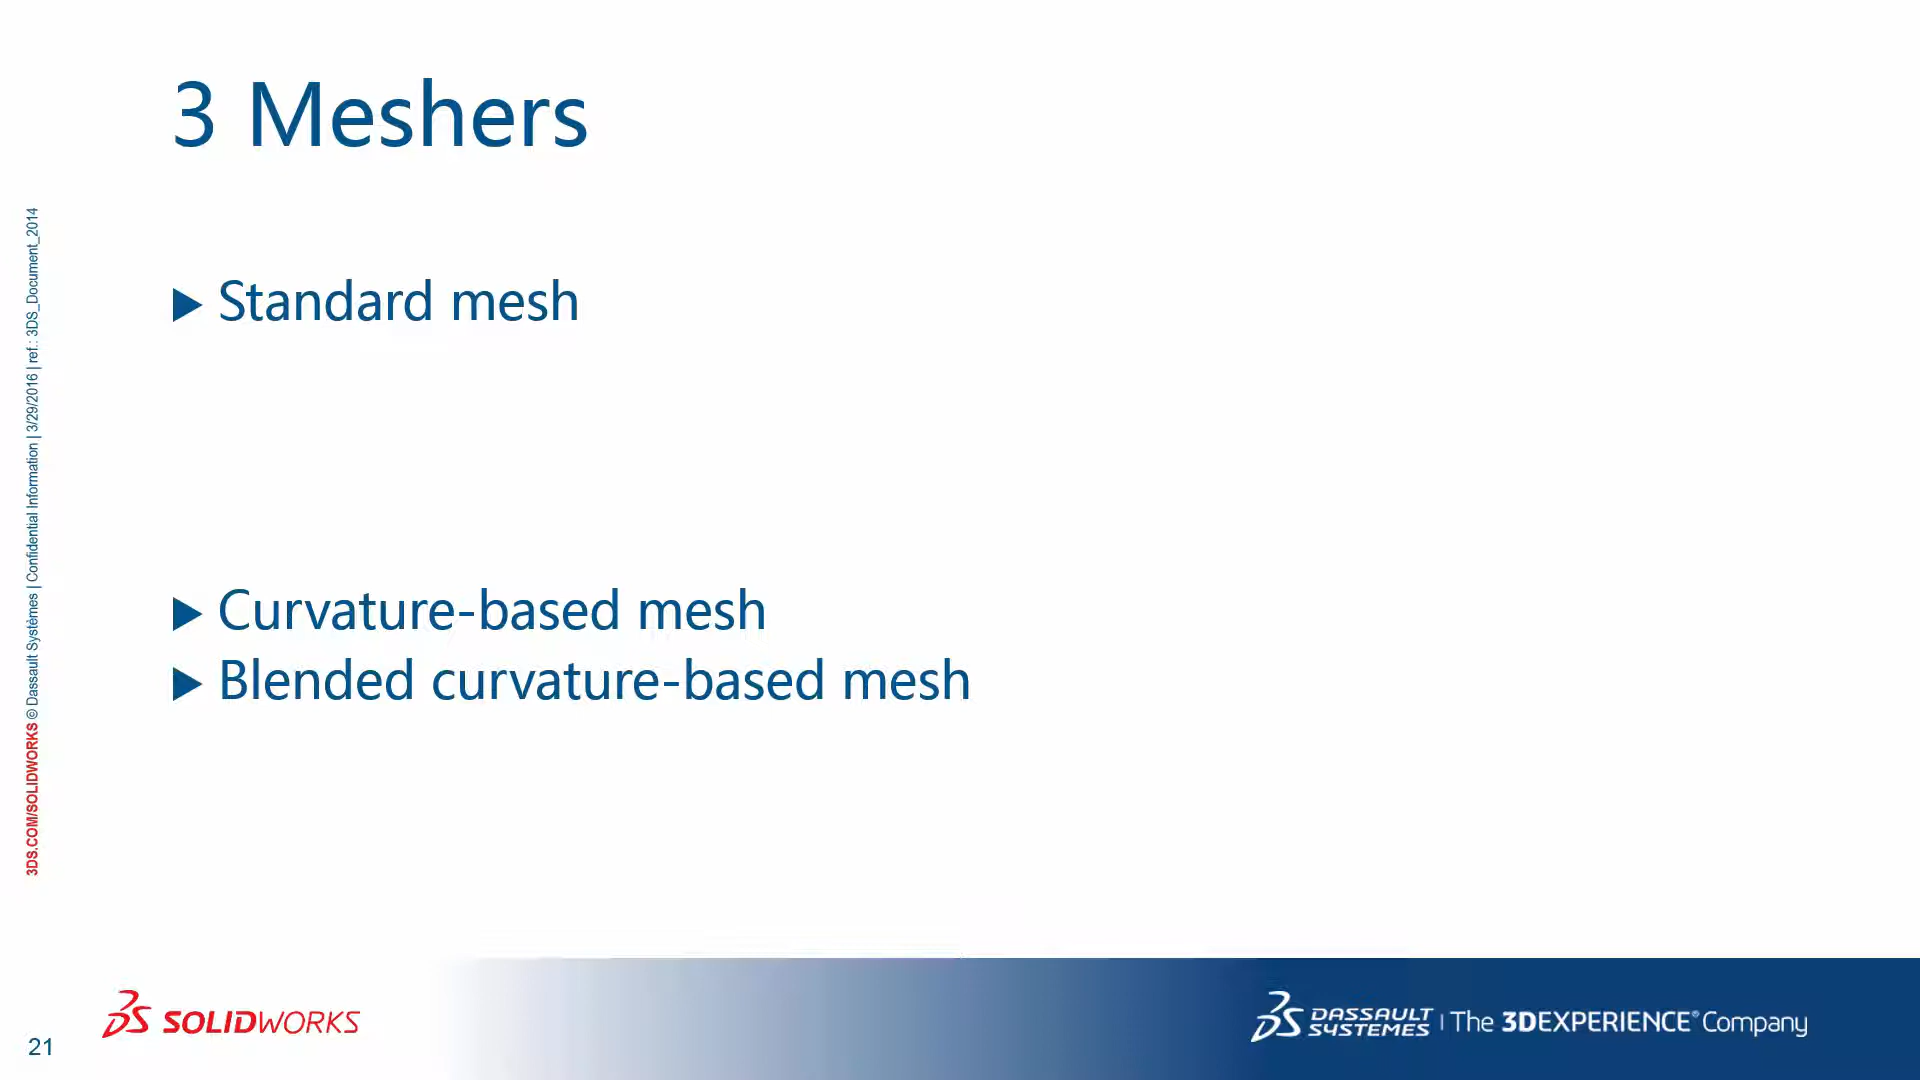 3 Meshers
Standard mesh
Curvature-based mesh
Blended curvature-based mesh
3DS.COM/SOLIDWORKS © Dassault Systèmes | Confidential Information | 3/29/2016 | ref.: 3DS_Document_2014
21
SOLIDWORKS
DASSAULT SYSTEMES | The 3DEXPERIENCE® Company